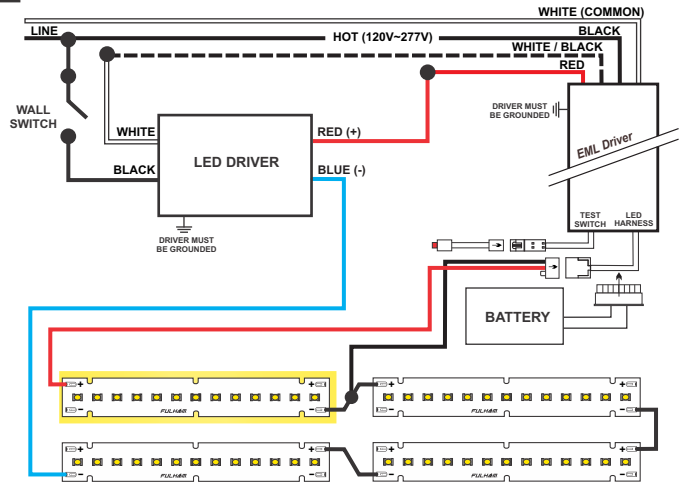 WHITE (COMMON)
LINE
BLACK
HOT (120V~277V)
WHITE / BLACK
RED
WALL
SWITCH
DRIVER MUST
BE GROUNDED
EML Driver
WHITE
RED (+)
LED DRIVER
BLACK
BLUE (-)
TEST
SWITCH
LED
HARNESS
DRIVER MUST
BE GROUNDED
BATTERY
+ +
- -
FULHAM
+ +
- -
FULHAM
+ +
- -
FULHAM
+ +
- -
FULHAM